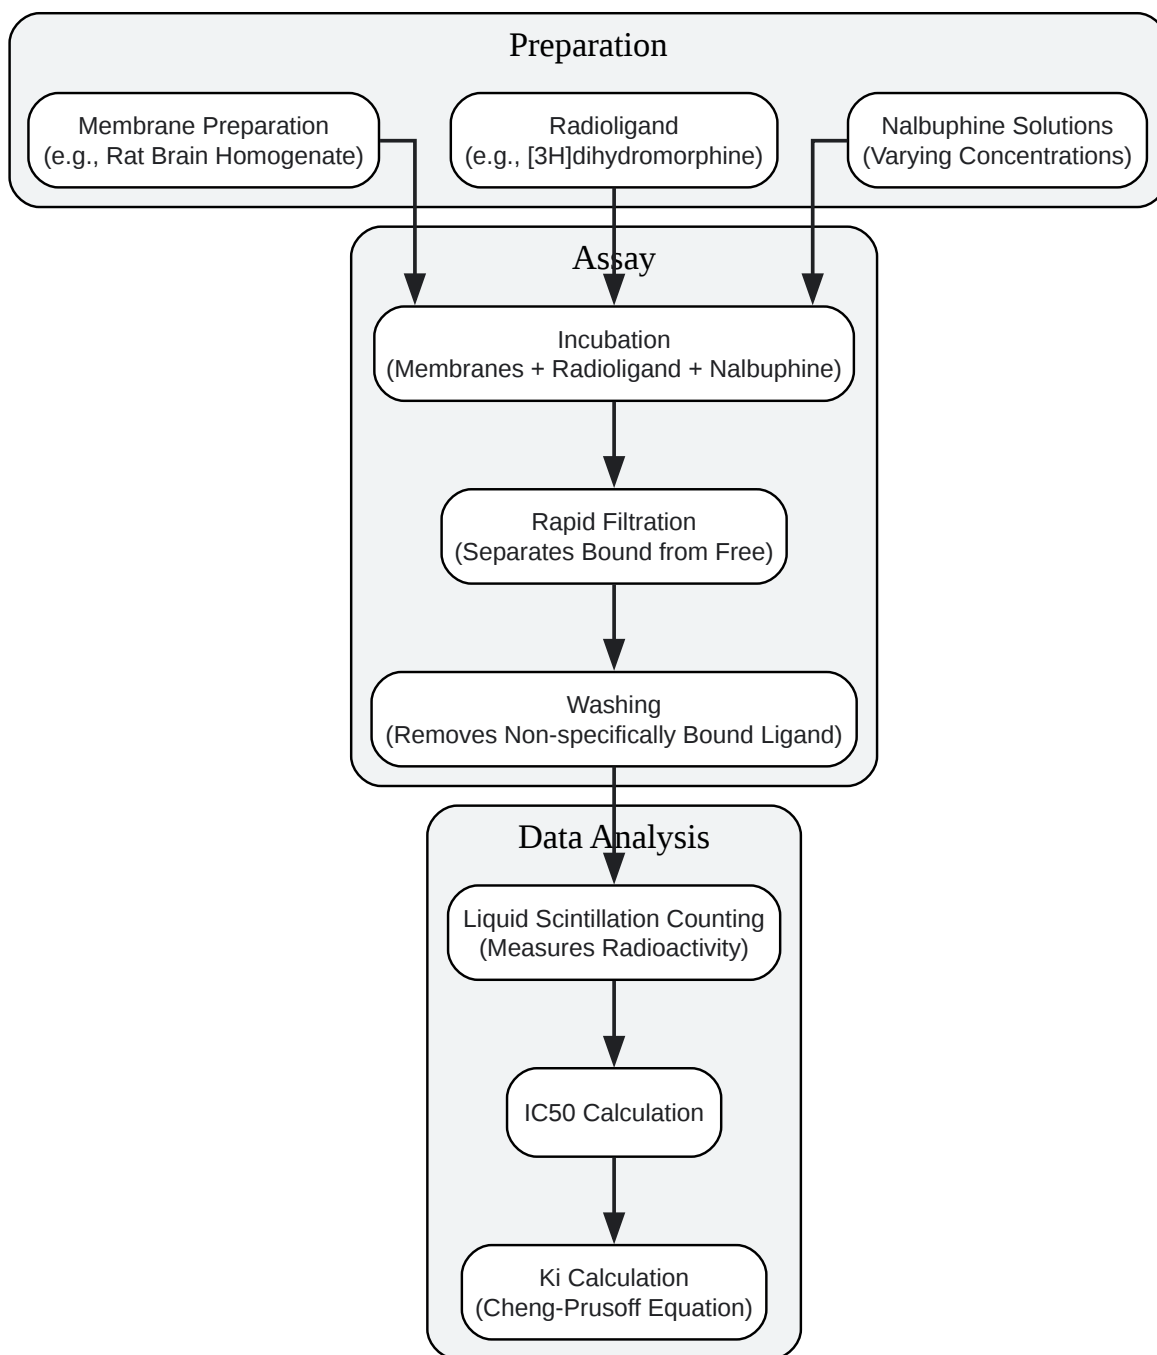 Preparation
Membrane Preparation
(e.g., Rat Brain Homogenate)
Radioligand
(e.g., [3H]dihydromorphine)
Nalbuphine Solutions
(Varying Concentrations)
Assay
Incubation
(Membranes + Radioligand + Nalbuphine)
Rapid Filtration
(Separates Bound from Free)
Washing
(Removes Non-specifically Bound Ligand)
Data Analysis
Liquid Scintillation Counting
(Measures Radioactivity)
IC50 Calculation
Ki Calculation
(Cheng-Prusoff Equation)